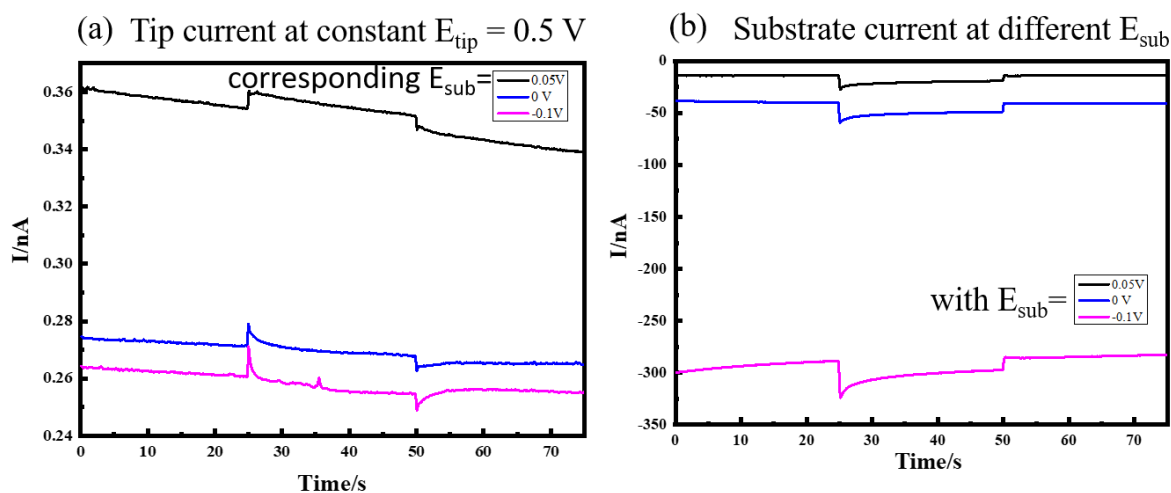 (a) Tip current at constant E_tip = 0.5 V
corresponding E_sub=
0.05V
0 V
-0.1V
I/nA
0.36
0.34
0.32
0.30
0.28
0.26
0.24
0 10 20 30 40 50 60 70
Time/s
(b) Substrate current at different E_sub
I/nA
0
-50
-100
-150
-200
-250
-300
-350
with E_sub=
0.05V
0 V
-0.1V
0 10 20 30 40 50 60 70
Time/s